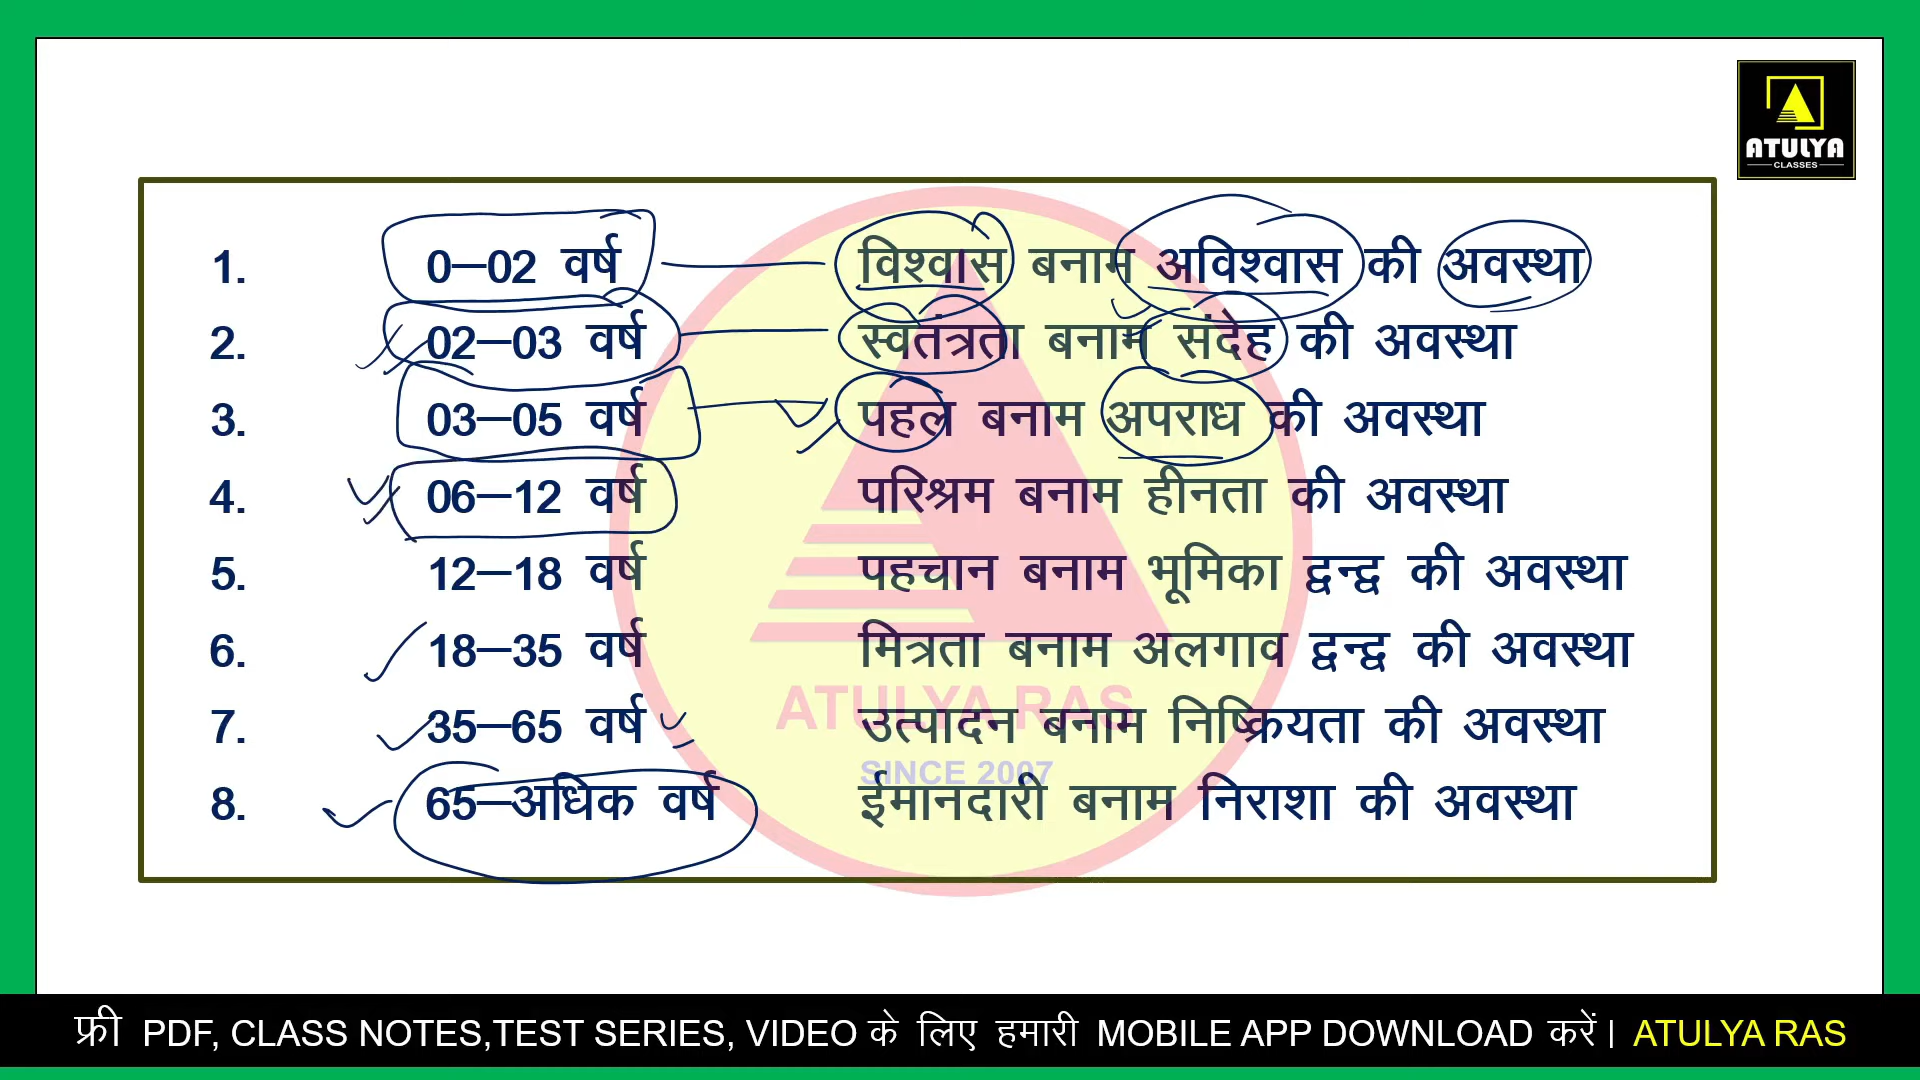 ATULYA
CLASSES
1. 0–02 वर्ष विश्वास बनाम अविश्वास की अवस्था
2. 02–03 वर्ष स्वतंत्रता बनाम संदेह की अवस्था
3. 03–05 वर्ष पहल बनाम अपराध की अवस्था
4. 06–12 वर्ष परिश्रम बनाम हीनता की अवस्था
5. 12–18 वर्ष पहचान बनाम भूमिका द्वन्द्व की अवस्था
6. 18–35 वर्ष मित्रता बनाम अलगाव द्वन्द्व की अवस्था
ATULYA RAS
7. 35–65 वर्ष उत्पादन बनाम निष्क्रियता की अवस्था
SINCE 2007
8. 65–अधिक वर्ष ईमानदारी बनाम निराशा की अवस्था
फ्री PDF, CLASS NOTES,TEST SERIES, VIDEO के लिए हमारी MOBILE APP DOWNLOAD करें| ATULYA RAS